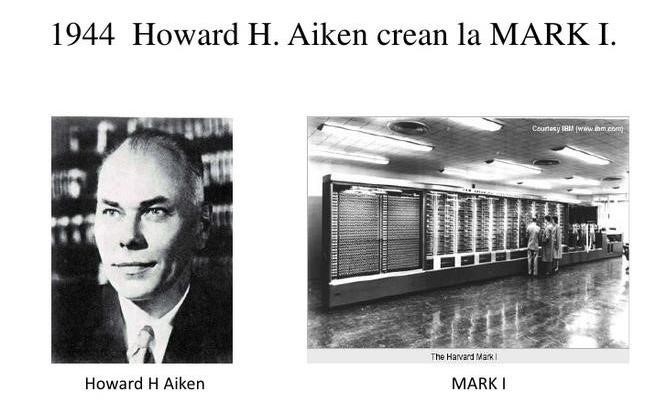 1944 Howard H. Aiken crean la MARK I.
Courtesy IBM (www.ibm.com)
The Harvard Mark I
Howard H Aiken
MARK I